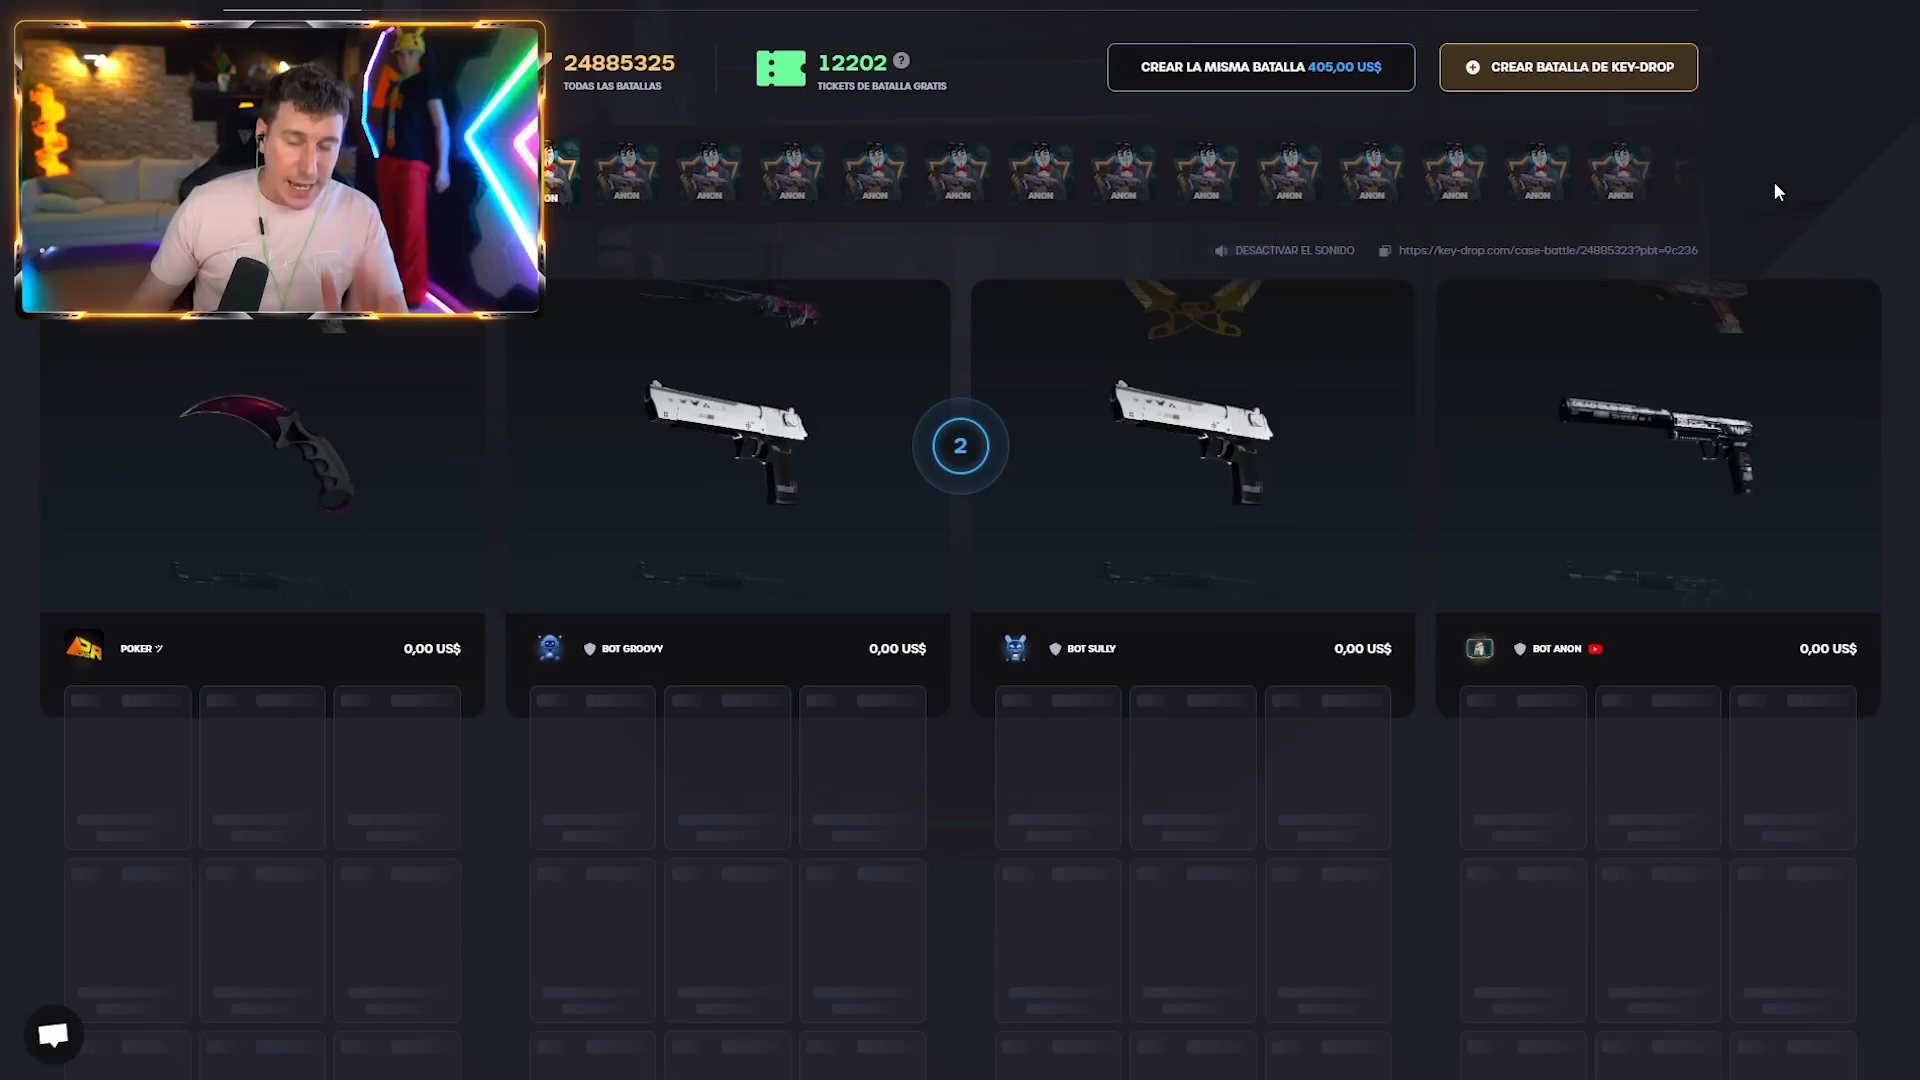 24885325
TODAS LAS BATALLAS
12202 ?
TICKETS DE BATALLA GRATIS
CREAR LA MISMA BATALLA 405,00 US$
CREAR BATALLA DE KEY-DROP
ON ANON ANON ANON ANON ANON ANON ANON ANON ANON ANON ANON ANON ANON
DESACTIVAR EL SONIDO
https://key-drop.com/case-battle/24885323?pbt=9c236
2
POKER ツ 0,00 US$
BOT GROOVY 0,00 US$
BOT SULLY 0,00 US$
BOT ANON 0,00 US$